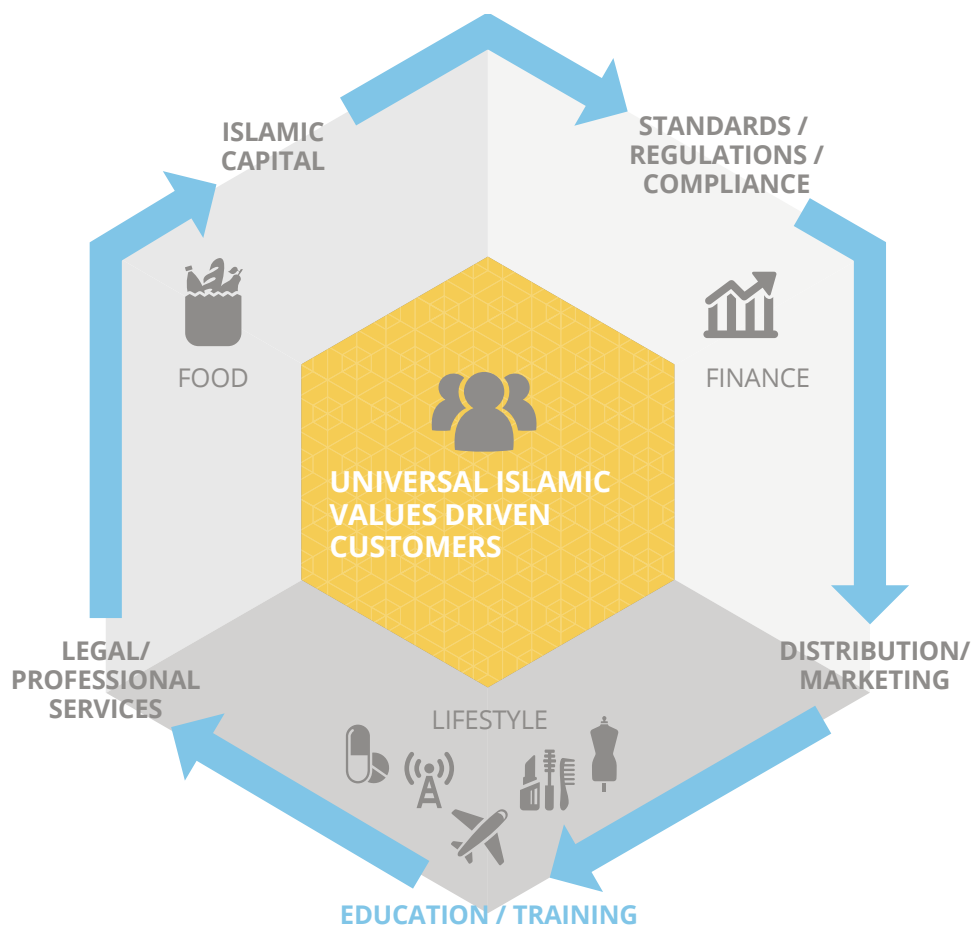 ISLAMIC
CAPITAL
STANDARDS /
REGULATIONS /
COMPLIANCE
FOOD
FINANCE
UNIVERSAL ISLAMIC
VALUES DRIVEN
CUSTOMERS
LEGAL/
PROFESSIONAL
SERVICES
DISTRIBUTION/
MARKETING
LIFESTYLE
EDUCATION / TRAINING